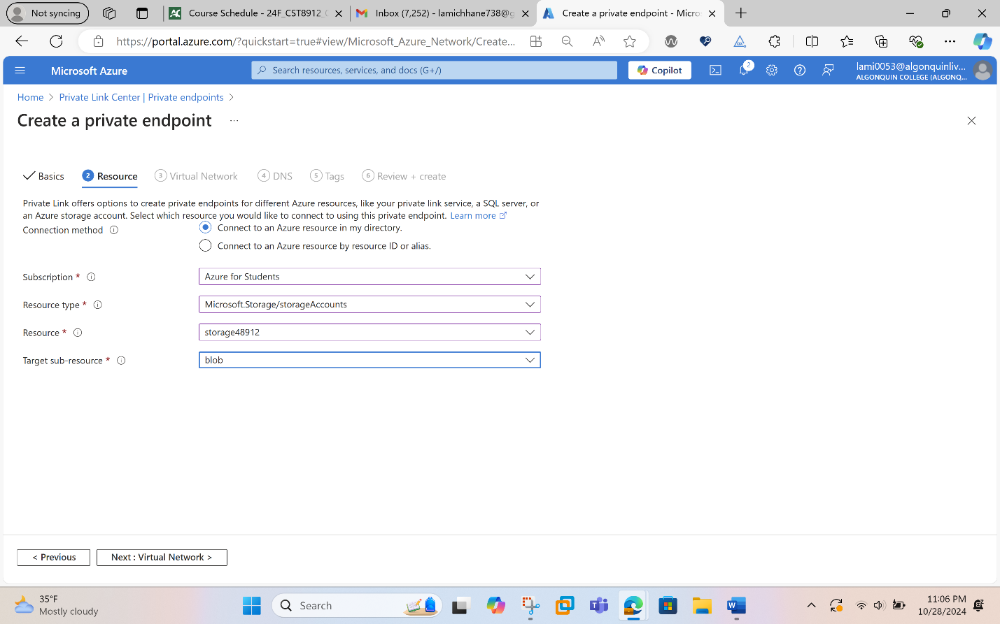 Not syncing
Course Schedule - 24F_CST8912_
Inbox (7,252) - lamichhane738@g
Create a private endpoint - Micro
https://portal.azure.com/?quickstart=true#view/Microsoft_Azure_Network/Create...
Microsoft Azure
Search resources, services, and docs (G+/)
Copilot
2
lami0053@algonquinliv...
ALGONQUIN COLLEGE (ALGONQ...
Home > Private Link Center | Private endpoints >
Create a private endpoint ...
Basics 2 Resource 3 Virtual Network 4 DNS 5 Tags 6 Review + create
Private Link offers options to create private endpoints for different Azure resources, like your private link service, a SQL server, or
an Azure storage account. Select which resource you would like to connect to using this private endpoint. Learn more
Connection method
Connect to an Azure resource in my directory.
Connect to an Azure resource by resource ID or alias.
Subscription *
Azure for Students
Resource type *
Microsoft.Storage/storageAccounts
Resource *
storage48912
Target sub-resource *
blob
< Previous
Next : Virtual Network >
35°F
Mostly cloudy
Search
11:06 PM
10/28/2024